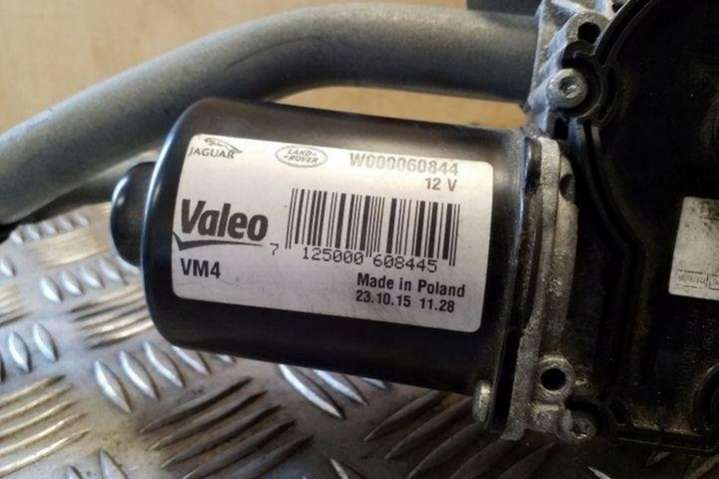 JAGUAR
LAND ROVER
W000060844
12 V
Valeo
7 125000 608445
VM4
Made in Poland
23.10.15 11.28